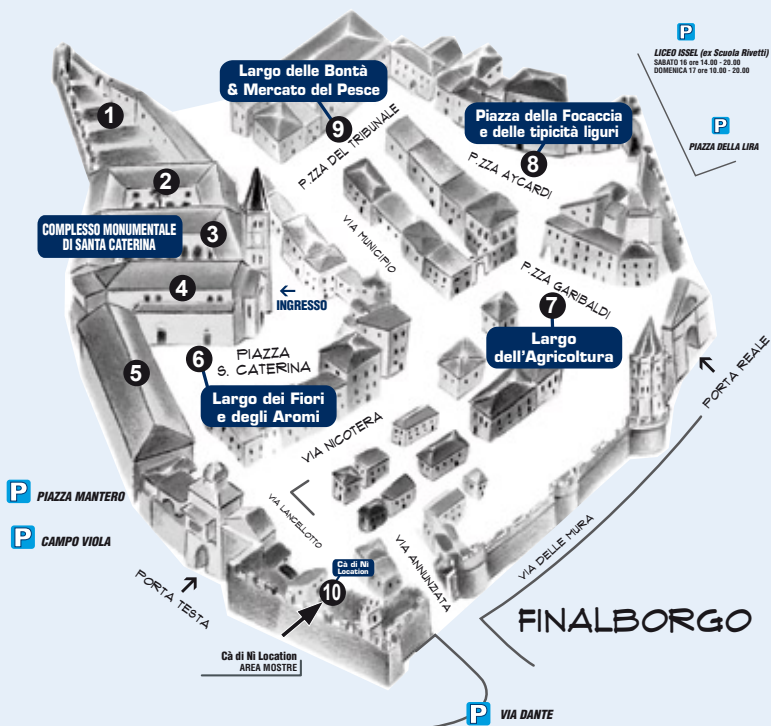 P
LICEO ISSEL (ex Scuola Rivetti)
SABATO 16 ore 14.00 - 20.00
DOMENICA 17 ore 10.00 - 20.00
P
PIAZZA DELLA LIRA
Largo delle Bontà
& Mercato del Pesce
9
P.ZZA DEL TRIBUNALE
Piazza della Focaccia
e delle tipicità liguri
8
P.ZZA AYCARDI
1
2
COMPLESSO MONUMENTALE
DI SANTA CATERINA
3
4
← INGRESSO
VIA MUNICIPIO
P.ZZA GARIBALDI
7
Largo
dell'Agricoltura
5
6
PIAZZA
S. CATERINA
Largo dei Fiori
e degli Aromi
PORTA REALE
VIA NICOTERA
P PIAZZA MANTERO
P CAMPO VIOLA
VIA LANCELLOTTO
VIA ANNUNZIATA
VIA DELLE MURA
PORTA TESTA
Cà di Nì
Location
10
FINALBORGO
Cà di Nì Location
AREA MOSTRE
P VIA DANTE